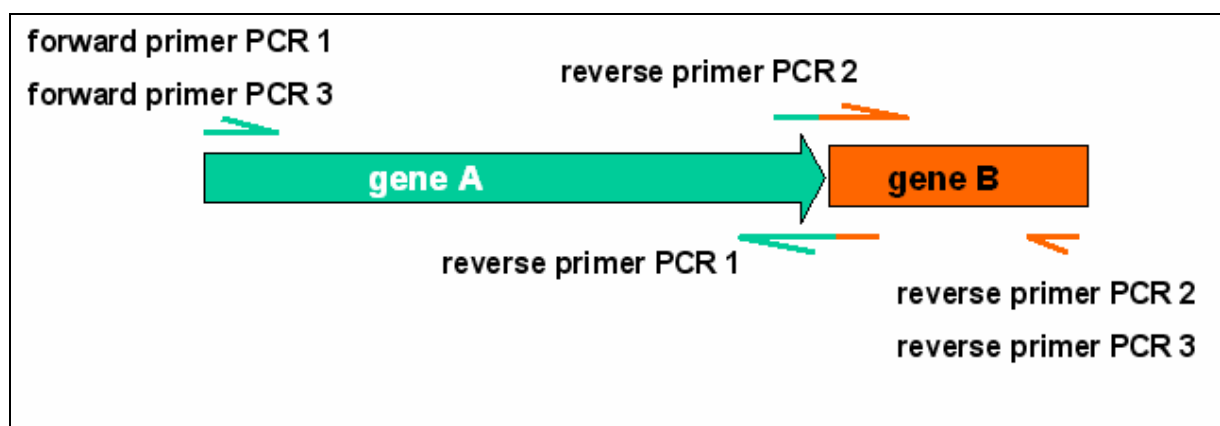 forward primer PCR 1
forward primer PCR 3
reverse primer PCR 2
gene A
gene B
reverse primer PCR 1
reverse primer PCR 2
reverse primer PCR 3